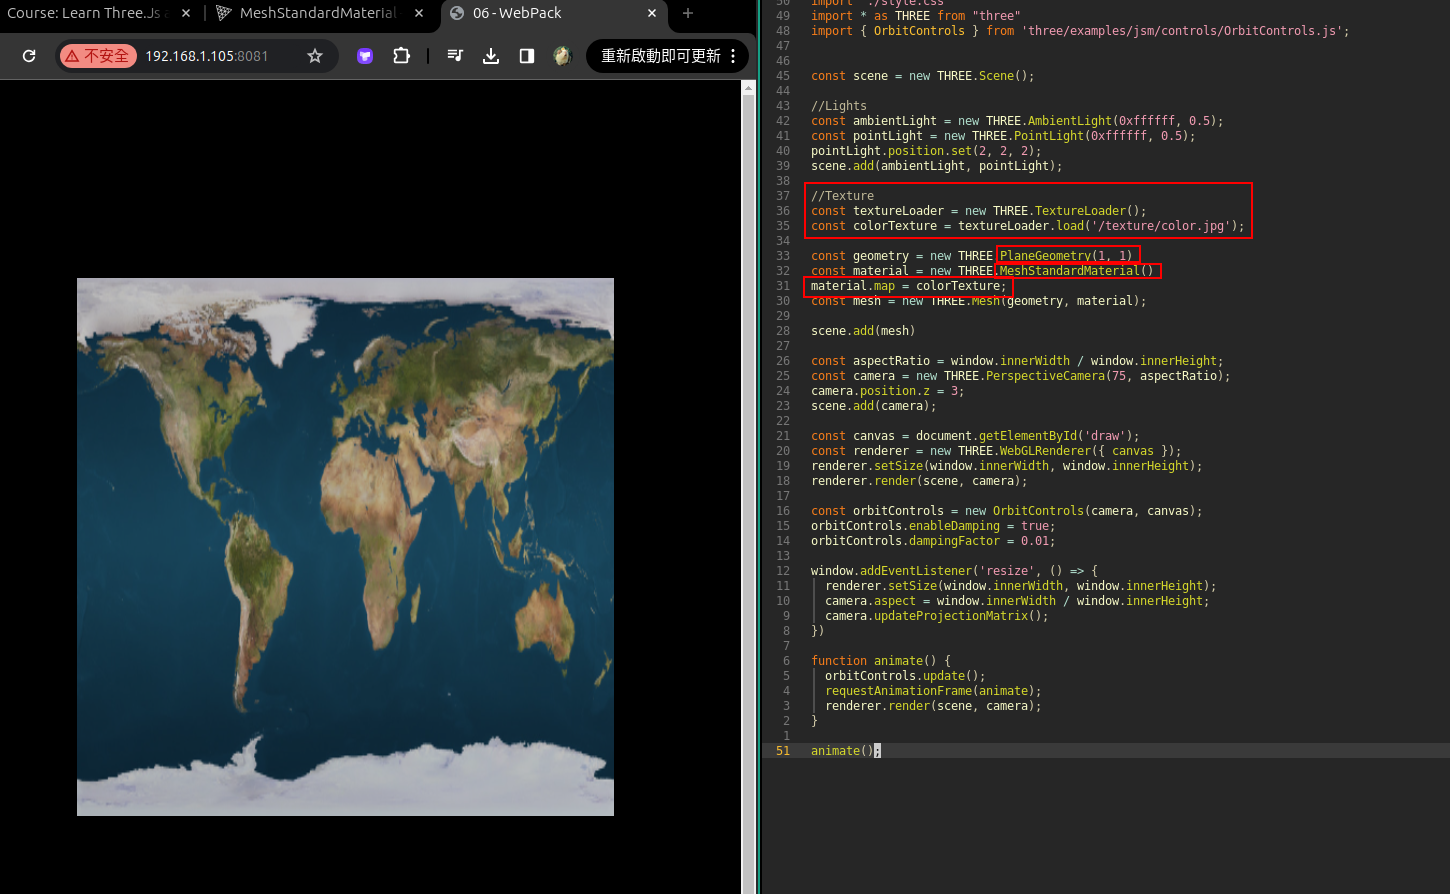 Course: Learn Three.Js
MeshStandardMaterial
06 - WebPack
不安全 192.168.1.105:8081
重新啟動即可更新
49 import * as THREE from "three"
48 import { OrbitControls } from 'three/examples/jsm/controls/OrbitControls.js';
47
46
45 const scene = new THREE.Scene();
44
43 //Lights
42 const ambientLight = new THREE.AmbientLight(0xffffff, 0.5);
41 const pointLight = new THREE.PointLight(0xffffff, 0.5);
40 pointLight.position.set(2, 2, 2);
39 scene.add(ambientLight, pointLight);
38
37 //Texture
36 const textureLoader = new THREE.TextureLoader();
35 const colorTexture = textureLoader.load('/texture/color.jpg');
34
33 const geometry = new THREE.PlaneGeometry(1, 1)
32 const material = new THREE.MeshStandardMaterial()
31 material.map = colorTexture;
30 const mesh = new THREE.Mesh(geometry, material);
29
28 scene.add(mesh)
27
26 const aspectRatio = window.innerWidth / window.innerHeight;
25 const camera = new THREE.PerspectiveCamera(75, aspectRatio);
24 camera.position.z = 3;
23 scene.add(camera);
22
21 const canvas = document.getElementById('draw');
20 const renderer = new THREE.WebGLRenderer({ canvas });
19 renderer.setSize(window.innerWidth, window.innerHeight);
18 renderer.render(scene, camera);
17
16 const orbitControls = new OrbitControls(camera, canvas);
15 orbitControls.enableDamping = true;
14 orbitControls.dampingFactor = 0.01;
13
12 window.addEventListener('resize', () => {
11 renderer.setSize(window.innerWidth, window.innerHeight);
10 camera.aspect = window.innerWidth / window.innerHeight;
9 camera.updateProjectionMatrix();
8 })
7
6 function animate() {
5 orbitControls.update();
4 requestAnimationFrame(animate);
3 renderer.render(scene, camera);
2 }
1
51 animate();